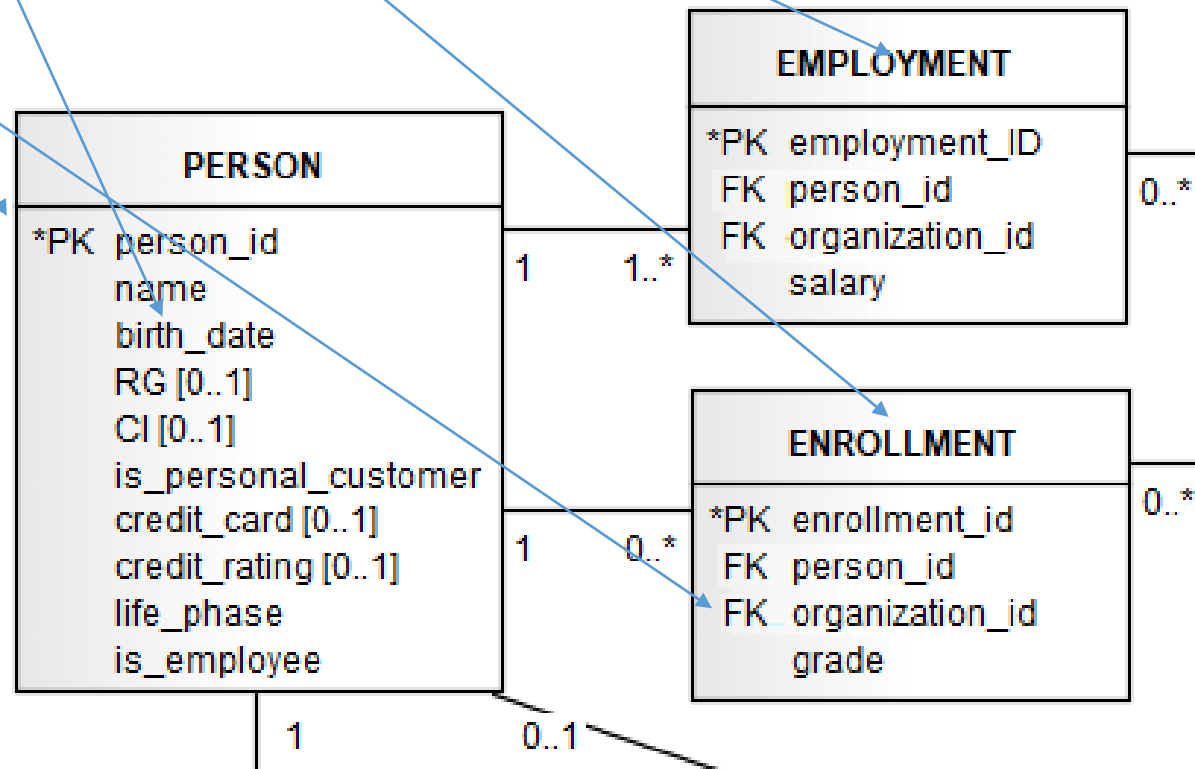 PERSON
*PK person_id
name
birth_date
RG [0..1]
CI [0..1]
is_personal_customer
credit_card [0..1]
credit_rating [0..1]
life_phase
is_employee
1
1..*
1
0..*
1
0..1
EMPLOYMENT
*PK employment_ID
FK person_id
FK organization_id
salary
0..*
ENROLLMENT
*PK enrollment_id
FK person_id
FK organization_id
grade
0..*